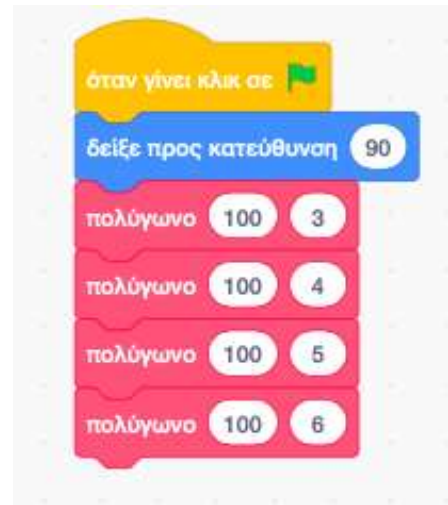 όταν γίνει κλικ σε
δείξε προς κατεύθυνση 90
πολύγωνο 100 3
πολύγωνο 100 4
πολύγωνο 100 5
πολύγωνο 100 6